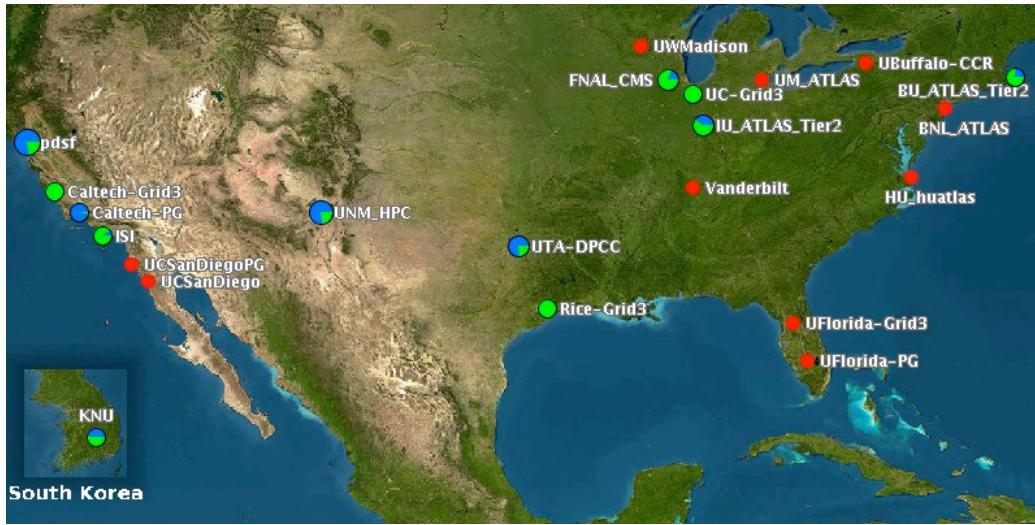 UWMadison
UBuffalo-CCR
FNAL_CMS
UM_ATLAS
BU_ATLAS_Tier2
UC-Grid3
IU_ATLAS_Tier2
BNL_ATLAS
pdsf
Caltech-Grid3
Vanderbilt
HU_huatlas
Caltech-PG
UNM_HPC
ISI
UTA-DPCC
UCSanDiegoPG
UCSanDiego
Rice-Grid3
UFlorida-Grid3
UFlorida-PG
KNU
South Korea